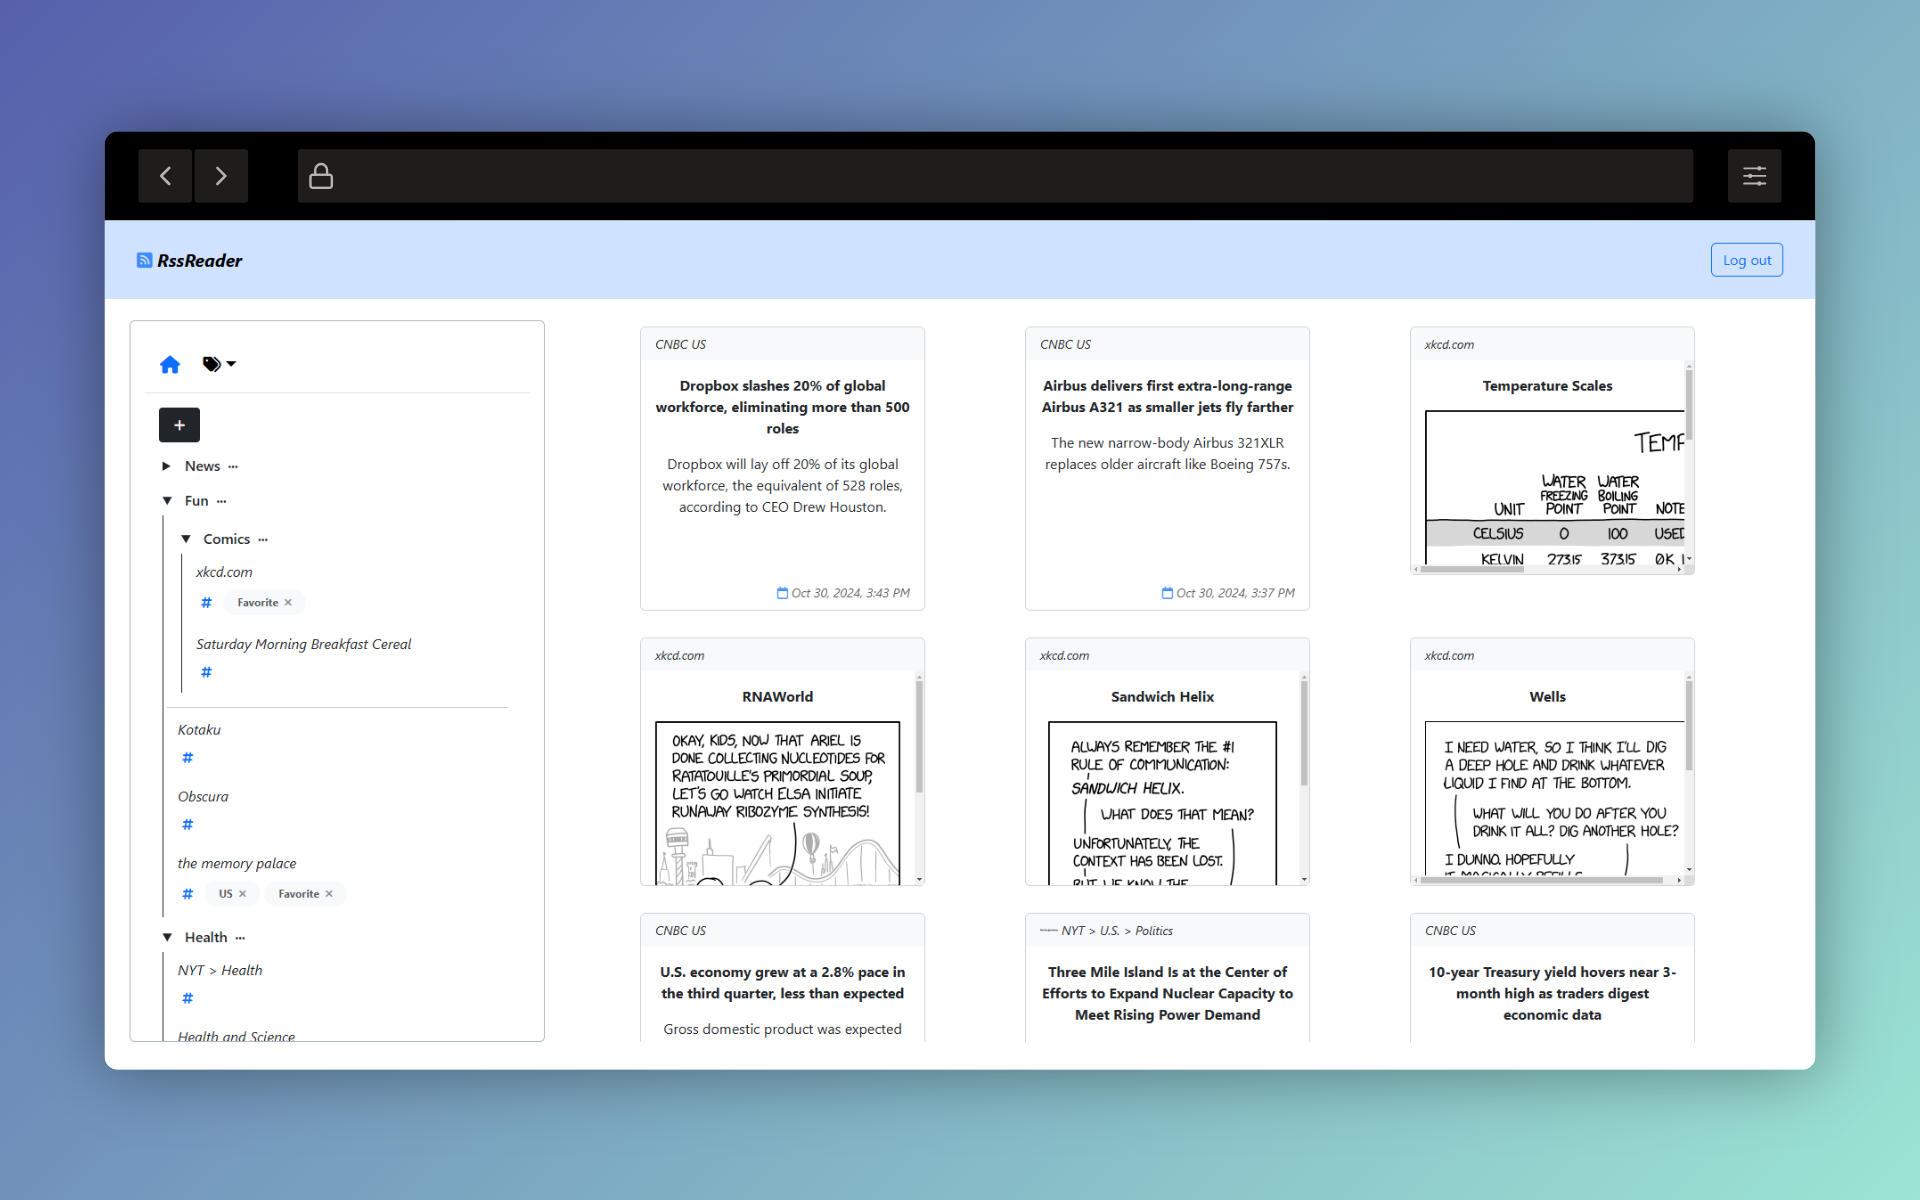 RssReader
Log out
+
News ...
Fun ...
Comics ...
xkcd.com
# Favorite ×
Saturday Morning Breakfast Cereal
#
Kotaku
#
Obscura
#
the memory palace
# US × Favorite ×
Health ...
NYT > Health
#
Health and Science
CNBC US
Dropbox slashes 20% of global
workforce, eliminating more than 500
roles
Dropbox will lay off 20% of its global
workforce, the equivalent of 528 roles,
according to CEO Drew Houston.
Oct 30, 2024, 3:43 PM
CNBC US
Airbus delivers first extra-long-range
Airbus A321 as smaller jets fly farther
The new narrow-body Airbus 321XLR
replaces older aircraft like Boeing 757s.
Oct 30, 2024, 3:37 PM
xkcd.com
Temperature Scales
TEMP
UNIT WATER FREEZING POINT WATER BOILING POINT NOTE
CELSIUS 0 100 USED
KELVIN 273.15 373.15 0K
xkcd.com
RNAWorld
OKAY, KIDS, NOW THAT ARIEL IS
DONE COLLECTING NUCLEOTIDES FOR
RATATOUILLE'S PRIMORDIAL SOUP,
LET'S GO WATCH ELSA INITIATE
RUNAWAY RIBOZYME SYNTHESIS!
xkcd.com
Sandwich Helix
ALWAYS REMEMBER THE #1
RULE OF COMMUNICATION:
SANDWICH HELIX.
WHAT DOES THAT MEAN?
UNFORTUNATELY, THE
CONTEXT HAS BEEN LOST.
BUT WE KNOW THE
xkcd.com
Wells
I NEED WATER, SO I THINK I'LL DIG
A DEEP HOLE AND DRINK WHATEVER
LIQUID I FIND AT THE BOTTOM.
WHAT WILL YOU DO AFTER YOU
DRINK IT ALL? DIG ANOTHER HOLE?
I DUNNO. HOPEFULLY
IT MAGICALLY REFILLS
CNBC US
U.S. economy grew at a 2.8% pace in
the third quarter, less than expected
Gross domestic product was expected
NYT > U.S. > Politics
Three Mile Island Is at the Center of
Efforts to Expand Nuclear Capacity to
Meet Rising Power Demand
CNBC US
10-year Treasury yield hovers near 3-
month high as traders digest
economic data